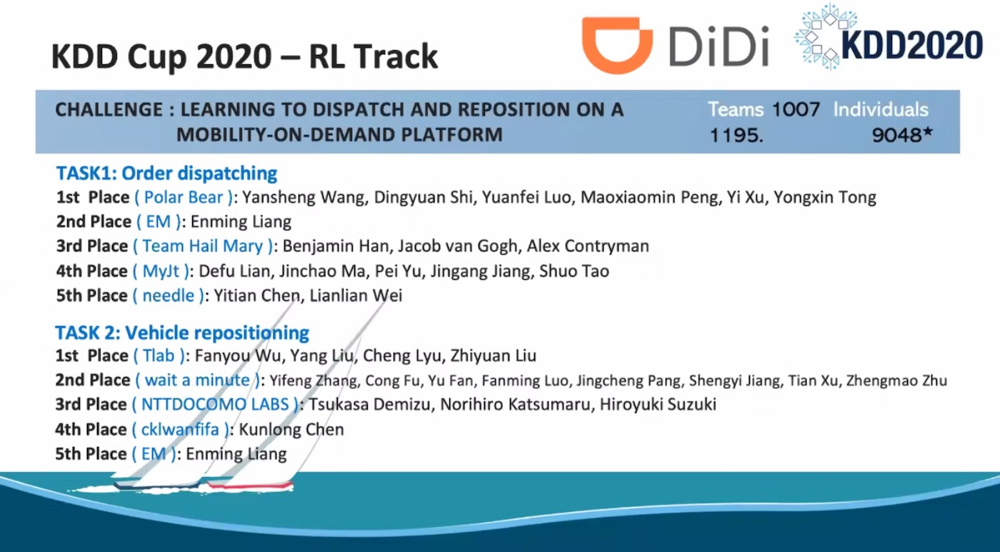 KDD Cup 2020 – RL Track
DiDi
KDD2020
CHALLENGE : LEARNING TO DISPATCH AND REPOSITION ON A
MOBILITY-ON-DEMAND PLATFORM
Teams 1007 Individuals
1195. 9048★
TASK1: Order dispatching
1st Place ( Polar Bear ): Yansheng Wang, Dingyuan Shi, Yuanfei Luo, Maoxiaomin Peng, Yi Xu, Yongxin Tong
2nd Place ( EM ): Enming Liang
3rd Place ( Team Hail Mary ): Benjamin Han, Jacob van Gogh, Alex Contryman
4th Place ( MyJt ): Defu Lian, Jinchao Ma, Pei Yu, Jingang Jiang, Shuo Tao
5th Place ( needle ): Yitian Chen, Lianlian Wei
TASK 2: Vehicle repositioning
1st Place ( Tlab ): Fanyou Wu, Yang Liu, Cheng Lyu, Zhiyuan Liu
2nd Place ( wait a minute ): Yifeng Zhang, Cong Fu, Yu Fan, Fanming Luo, Jingcheng Pang, Shengyi Jiang, Tian Xu, Zhengmao Zhu
3rd Place ( NTTDOCOMO LABS ): Tsukasa Demizu, Norihiro Katsumaru, Hiroyuki Suzuki
4th Place ( cklwanfifa ): Kunlong Chen
5th Place ( EM ): Enming Liang